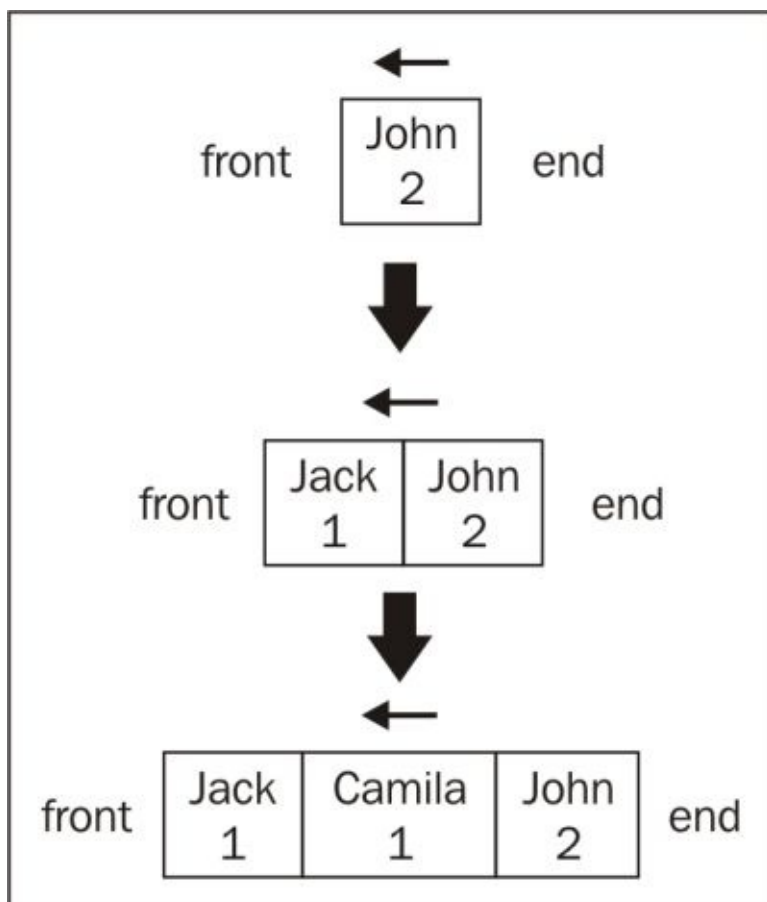 John
front 2 end
Jack John
front 1 2 end
Jack Camila John
front 1 1 2 end